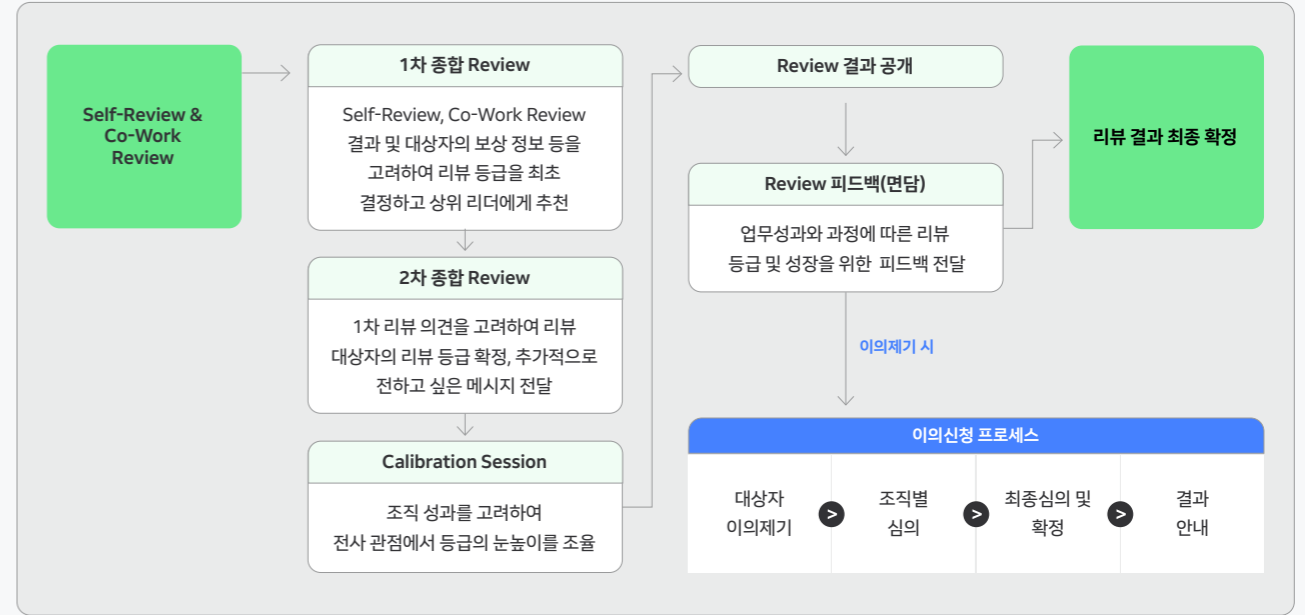 Self-Review &
Co-Work
Review
1차 종합 Review
Self-Review, Co-Work Review
결과 및 대상자의 보상 정보 등을
고려하여 리뷰 등급을 최초
결정하고 상위 리더에게 추천
2차 종합 Review
1차 리뷰 의견을 고려하여 리뷰
대상자의 리뷰 등급 확정, 추가적으로
전하고 싶은 메시지 전달
Calibration Session
조직 성과를 고려하여
전사 관점에서 등급의 눈높이를 조율
Review 결과 공개
Review 피드백(면담)
업무성과와 과정에 따른 리뷰
등급 및 성장을 위한 피드백 전달
리뷰 결과 최종 확정
이의제기 시
이의신청 프로세스
대상자
이의제기
>
조직별
심의
>
최종심의 및
확정
>
결과
안내